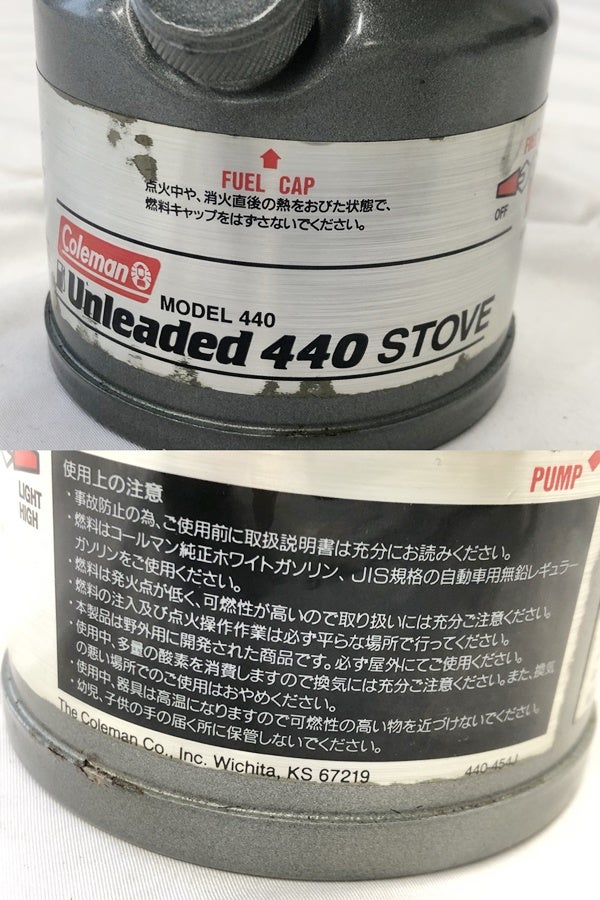 FUEL CAP
点火中や、消火直後の熱をおびた状態で、
燃料キャップをはずさないでください。
OFF
Coleman
MODEL 440
Unleaded 440 STOVE
LIGHT
HIGH
PUMP
使用上の注意
・事故防止の為、ご使用前に取扱説明書は充分にお読みください。
・燃料はコールマン純正ホワイトガソリン、JIS規格の自動車用無鉛レギュラー
ガソリンをご使用ください。
・燃料は発火点が低く、可燃性が高いので取り扱いには充分ご注意ください。
・燃料の注入及び点火操作作業は必ず平らな場所で行ってください。
・本製品は野外用に開発された商品です。必ず屋外にてご使用ください。
・使用中、多量の酸素を消費しますので換気には充分ご注意ください。また、換気
の悪い場所でのご使用はおやめください。
・使用中、器具は高温になりますので可燃性の高い物を近づけないでください。
・幼児、子供の手の届く所に保管しないでください。
The Coleman Co., Inc. Wichita, KS 67219
440-454J